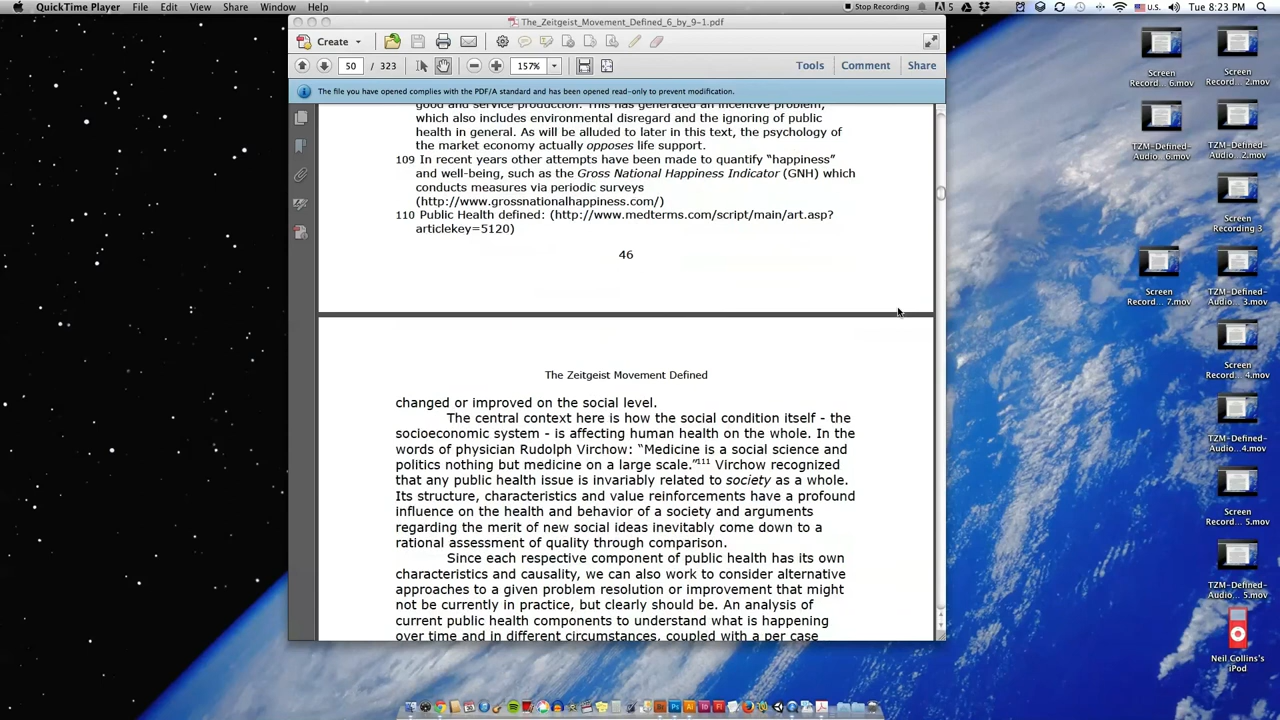 QuickTime Player File Edit View Share Window Help
Stop Recording
5
U.S.
Tue 8:23 PM
The_Zeitgeist_Movement_Defined_6_by_9-1.pdf
Create
50 / 323
157%
Tools Comment Share
The file you have opened complies with the PDF/A standard and has been opened read-only to prevent modification.
good and service production. This has generated an incentive problem,
which also includes environmental disregard and the ignoring of public
health in general. As will be alluded to later in this text, the psychology of
the market economy actually opposes life support.
109 In recent years other attempts have been made to quantify “happiness”
and well-being, such as the Gross National Happiness Indicator (GNH) which
conducts measures via periodic surveys
(http://www.grossnationalhappiness.com/)
110 Public Health defined: (http://www.medterms.com/script/main/art.asp?
articlekey=5120)
46
The Zeitgeist Movement Defined
changed or improved on the social level.
The central context here is how the social condition itself - the
socioeconomic system - is affecting human health on the whole. In the
words of physician Rudolph Virchow: “Medicine is a social science and
politics nothing but medicine on a large scale.”111 Virchow recognized
that any public health issue is invariably related to society as a whole.
Its structure, characteristics and value reinforcements have a profound
influence on the health and behavior of a society and arguments
regarding the merit of new social ideas inevitably come down to a
rational assessment of quality through comparison.
Since each respective component of public health has its own
characteristics and causality, we can also work to consider alternative
approaches to a given problem resolution or improvement that might
not be currently in practice, but clearly should be. An analysis of
current public health components to understand what is happening
over time and in different circumstances, coupled with a per case
Screen
Record... 6.mov
Screen
Record... 2.mov
TZM-Defined-
Audio... 6.mov
TZM-Defined-
Audio... 2.mov
Screen
Recording 3
Screen
Record... 7.mov
TZM-Defined-
Audio... 3.mov
Screen
Record... 4.mov
TZM-Defined-
Audio... 4.mov
Screen
Record... 5.mov
TZM-Defined-
Audio... 5.mov
Neil Collins's
iPod